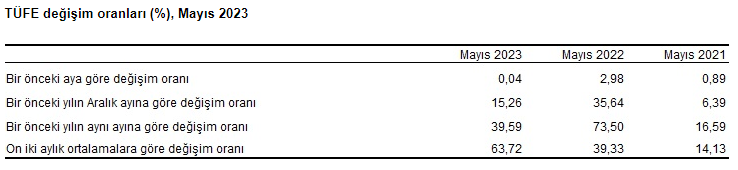 TÜFE değişim oranları (%), Mayıs 2023
Mayıs 2023 Mayıs 2022 Mayıs 2021
Bir önceki aya göre değişim oranı 0,04 2,98 0,89
Bir önceki yılın Aralık ayına göre değişim oranı 15,26 35,64 6,39
Bir önceki yılın aynı ayına göre değişim oranı 39,59 73,50 16,59
On iki aylık ortalamalara göre değişim oranı 63,72 39,33 14,13